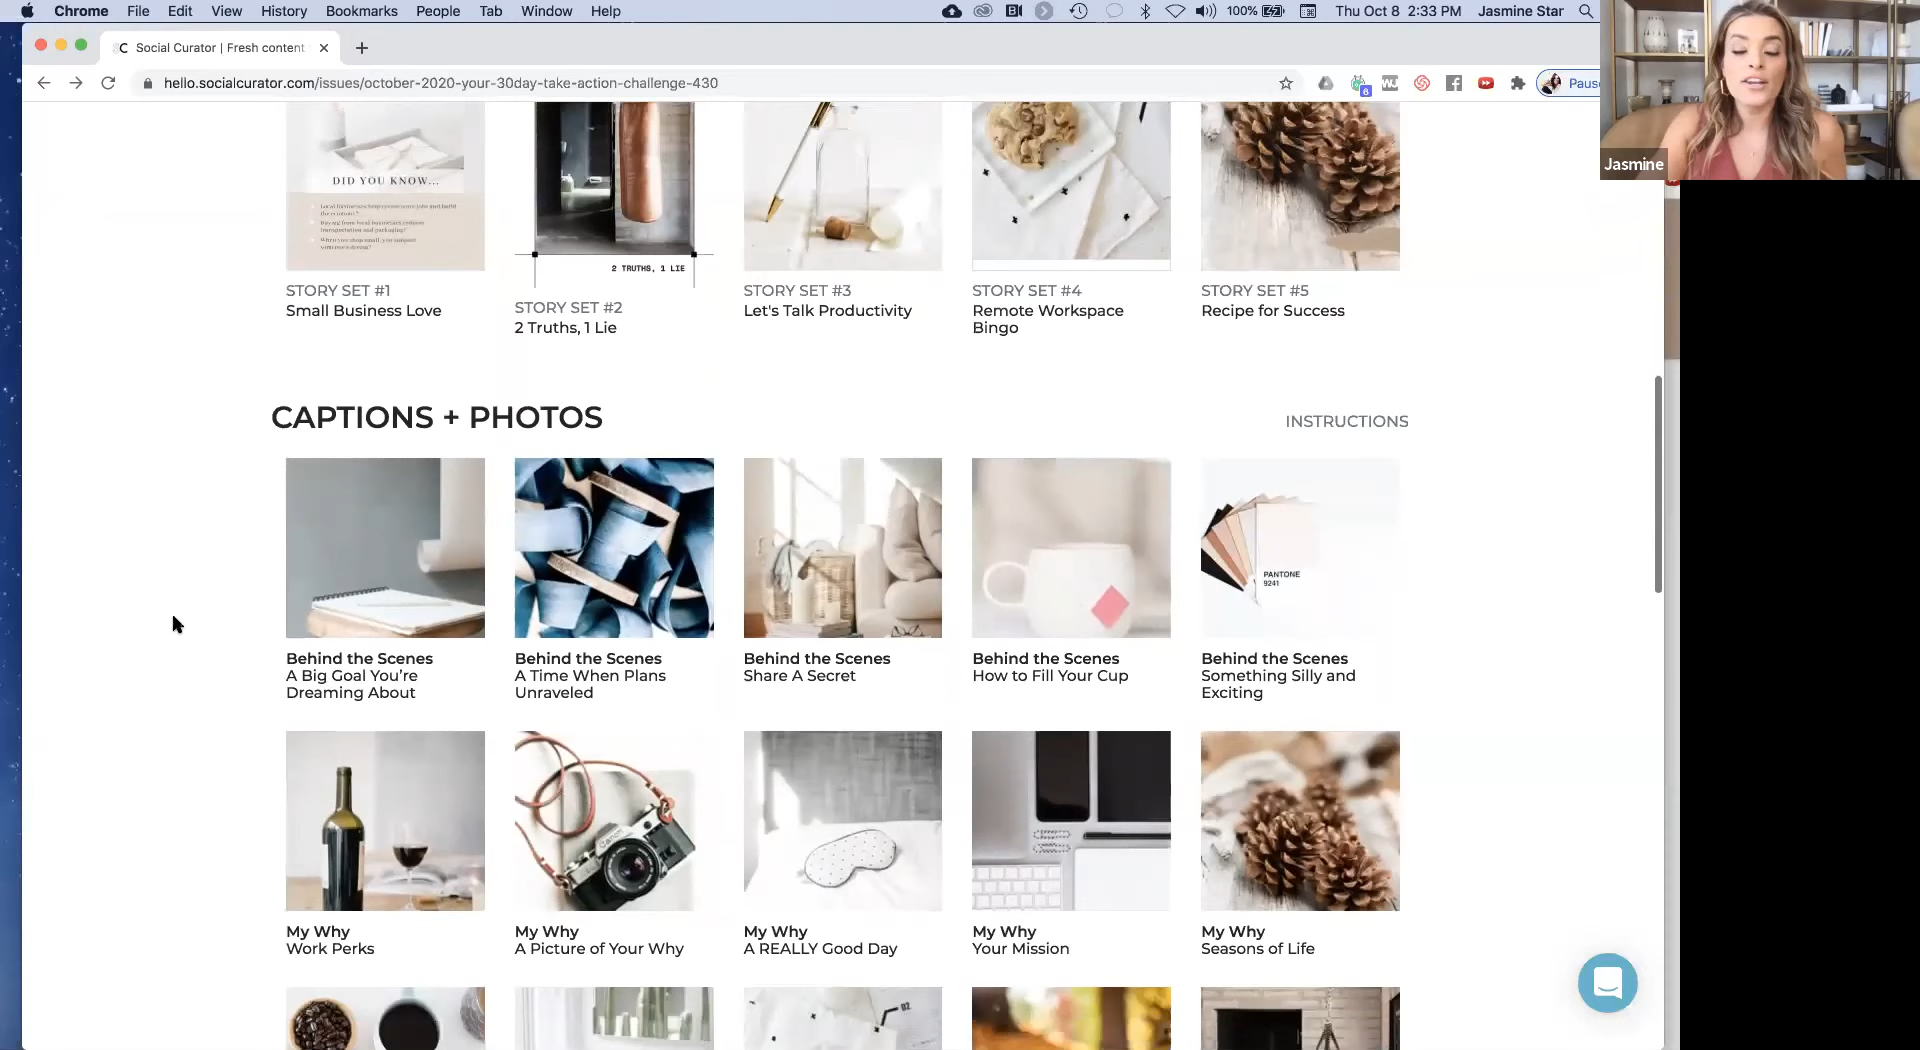 Chrome File Edit View History Bookmarks People Tab Window Help 100% Thu Oct 8 2:33 PM Jasmine Star
Social Curator | Fresh content
hello.socialcurator.com/issues/october-2020-your-30day-take-action-challenge-430
6
Pause
Jasmine
DID YOU KNOW...
2 TRUTHS, 1 LIE
STORY SET #1
Small Business Love
STORY SET #2
2 Truths, 1 Lie
STORY SET #3
Let's Talk Productivity
STORY SET #4
Remote Workspace
Bingo
STORY SET #5
Recipe for Success
CAPTIONS + PHOTOS
INSTRUCTIONS
PANTONE
9241
Behind the Scenes
A Big Goal You're
Dreaming About
Behind the Scenes
A Time When Plans
Unraveled
Behind the Scenes
Share A Secret
Behind the Scenes
How to Fill Your Cup
Behind the Scenes
Something Silly and
Exciting
Canon
My Why
Work Perks
My Why
A Picture of Your Why
My Why
A REALLY Good Day
My Why
Your Mission
My Why
Seasons of Life
02